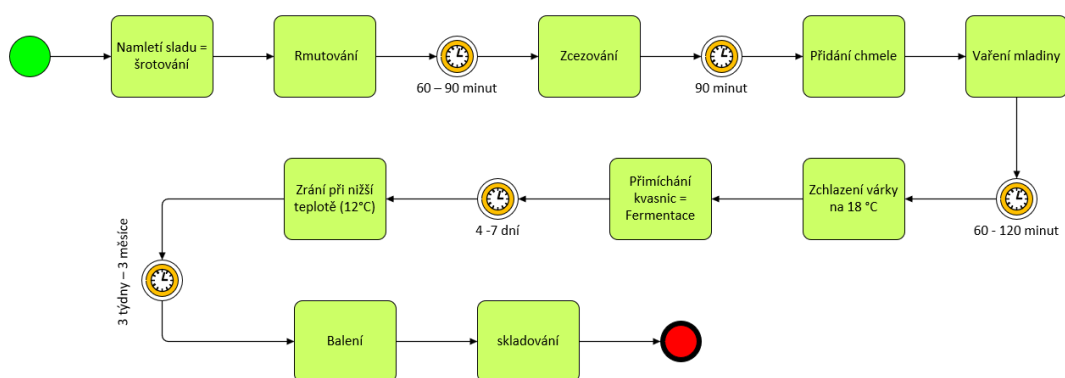 Namletí sladu =
šrotování
Rmutování
60 – 90 minut
Zcezování
90 minut
Přidání chmele
Vaření mladiny
60 - 120 minut
Zchlazení várky
na 18 °C
Přimíchání
kvasnic =
Fermentace
4 -7 dní
Zrání při nižší
teplotě (12°C)
3 týdny – 3 měsíce
Balení
skladování